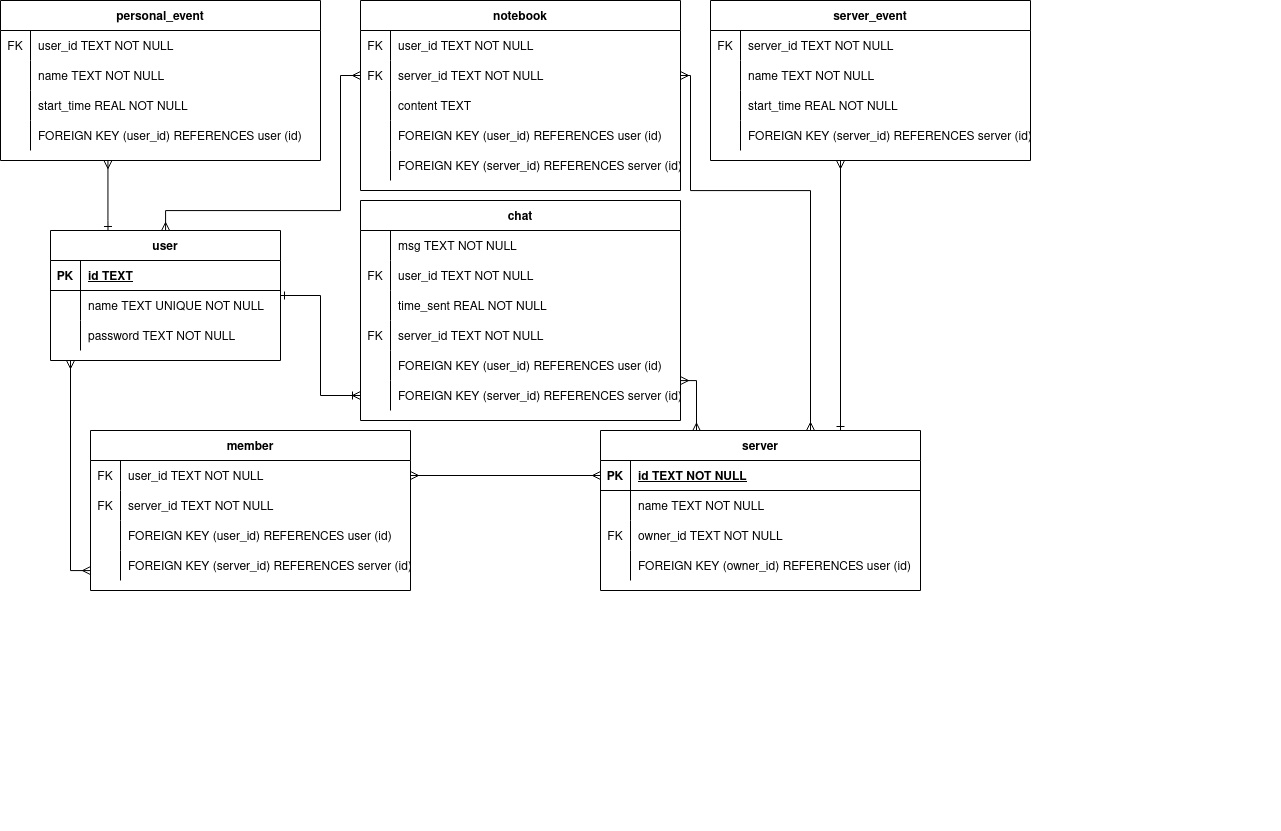 personal_event
FK user_id TEXT NOT NULL
name TEXT NOT NULL
start_time REAL NOT NULL
FOREIGN KEY (user_id) REFERENCES user (id)
notebook
FK user_id TEXT NOT NULL
FK server_id TEXT NOT NULL
content TEXT
FOREIGN KEY (user_id) REFERENCES user (id)
FOREIGN KEY (server_id) REFERENCES server (id)
server_event
FK server_id TEXT NOT NULL
name TEXT NOT NULL
start_time REAL NOT NULL
FOREIGN KEY (server_id) REFERENCES server (id)
user
PK id TEXT
name TEXT UNIQUE NOT NULL
password TEXT NOT NULL
chat
msg TEXT NOT NULL
FK user_id TEXT NOT NULL
time_sent REAL NOT NULL
FK server_id TEXT NOT NULL
FOREIGN KEY (user_id) REFERENCES user (id)
FOREIGN KEY (server_id) REFERENCES server (id)
member
FK user_id TEXT NOT NULL
FK server_id TEXT NOT NULL
FOREIGN KEY (user_id) REFERENCES user (id)
FOREIGN KEY (server_id) REFERENCES server (id)
server
PK id TEXT NOT NULL
name TEXT NOT NULL
FK owner_id TEXT NOT NULL
FOREIGN KEY (owner_id) REFERENCES user (id)